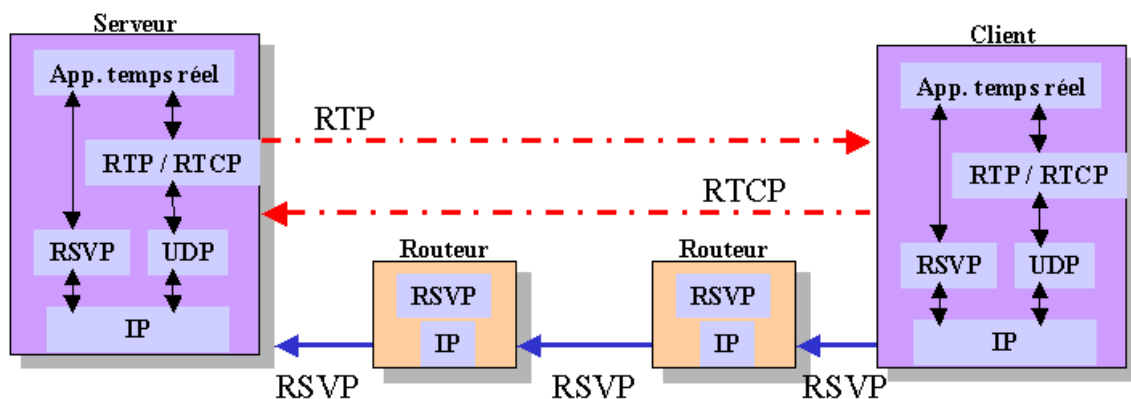 Serveur
App. temps réel
RTP / RTCP
RSVP
UDP
IP
RTP
RTCP
Routeur
RSVP
IP
Routeur
RSVP
IP
RSVP
RSVP
RSVP
Client
App. temps réel
RTP / RTCP
RSVP
UDP
IP